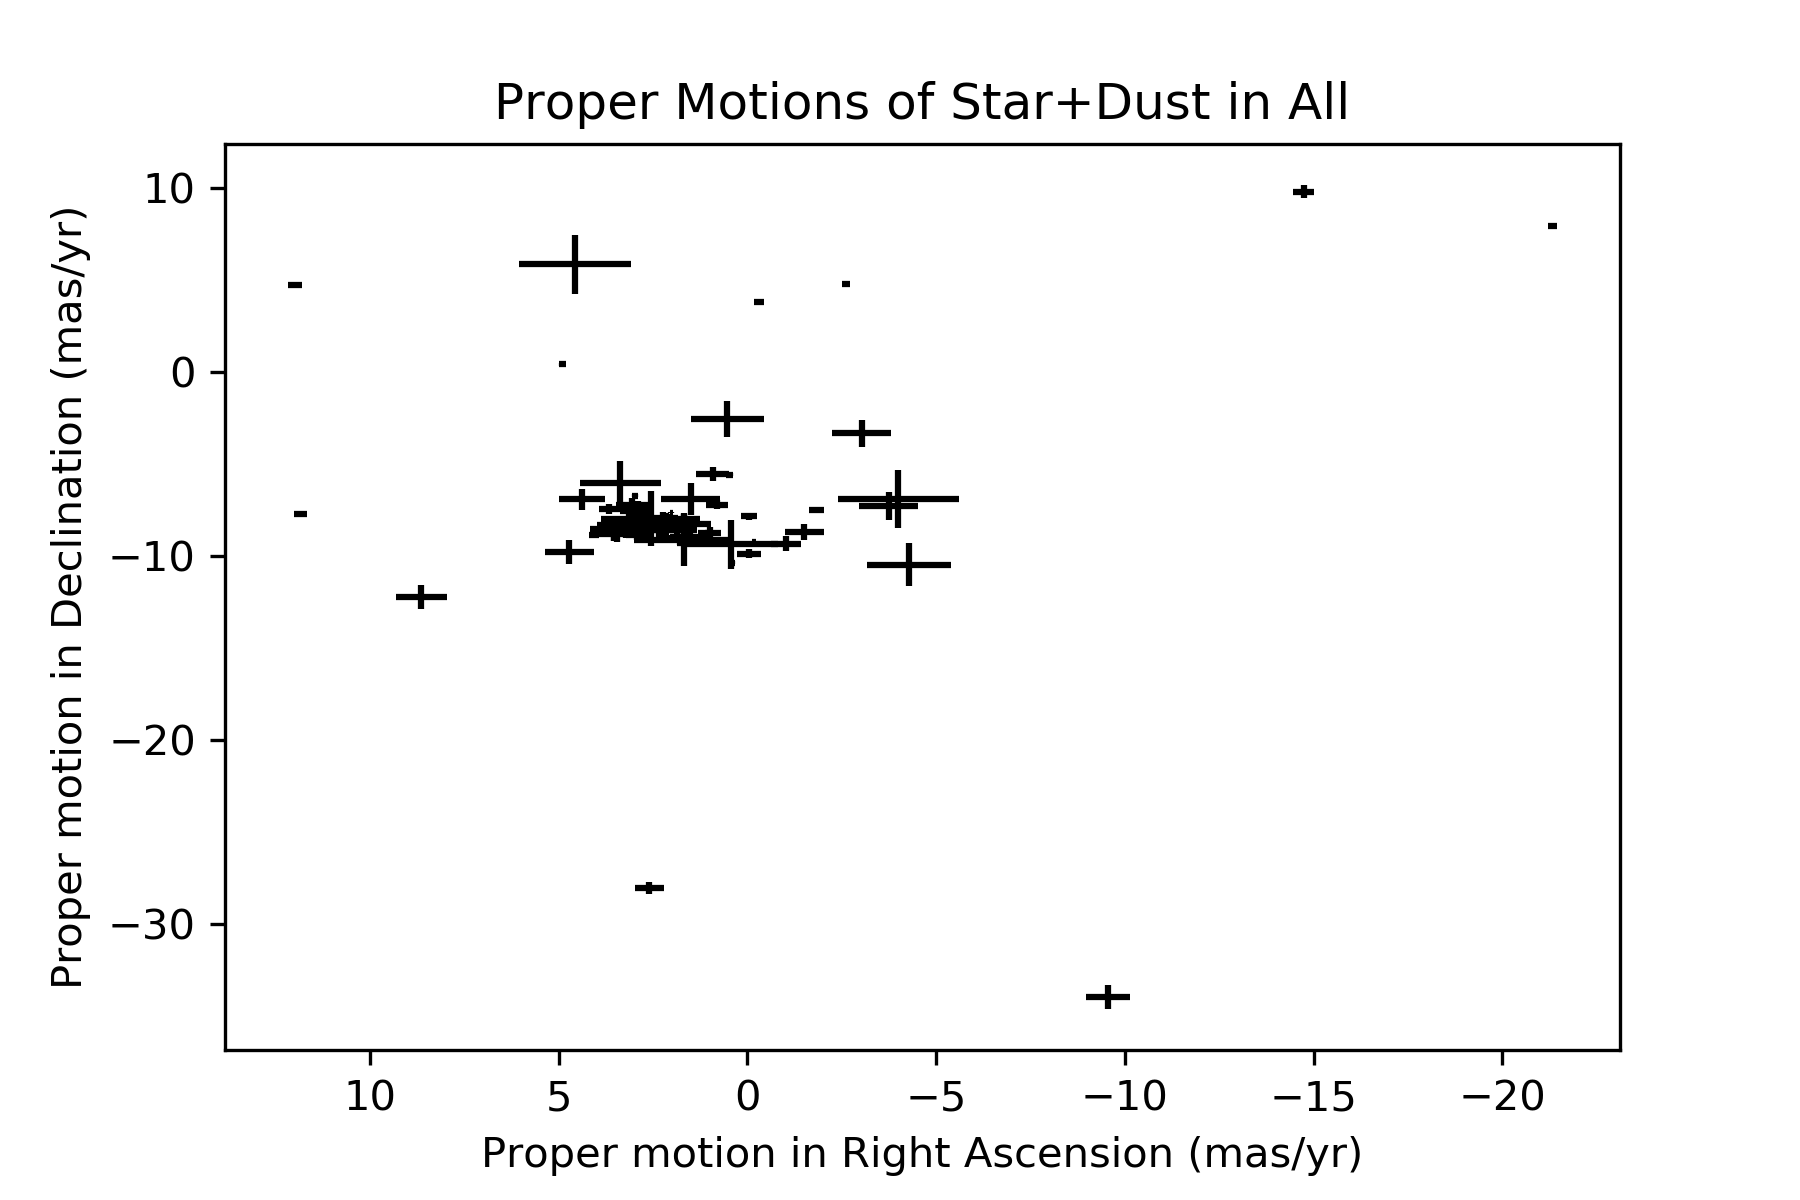 Proper Motions of Star+Dust in All
Proper motion in Declination (mas/yr)
10
0
−10
−20
−30
10 5 0 −5 −10 −15 −20
Proper motion in Right Ascension (mas/yr)